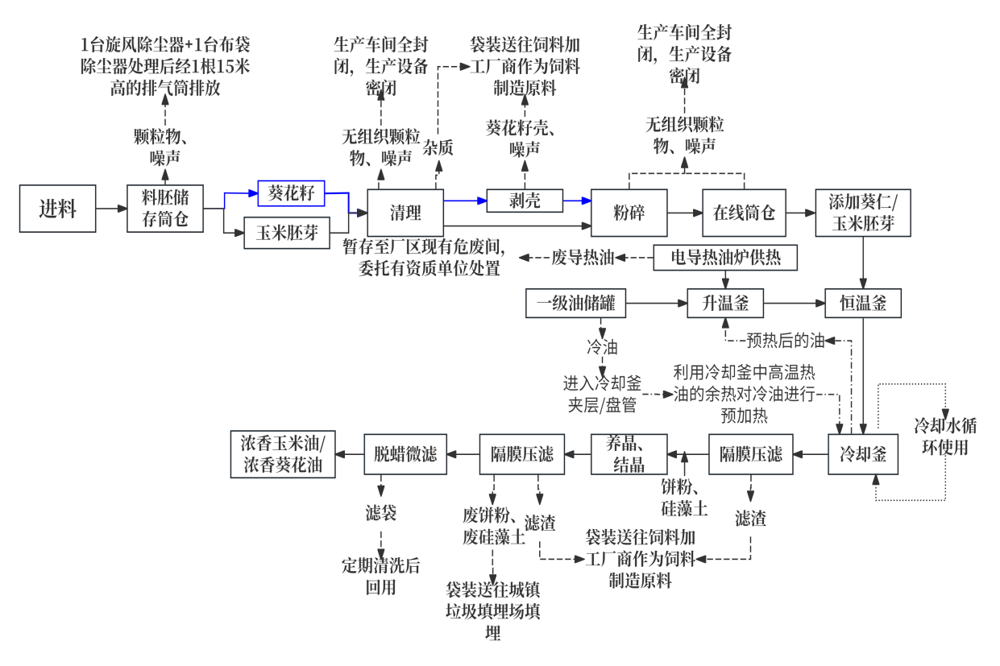 1台旋风除尘器+1台布袋
除尘器处理后经1根15米
高的排气筒排放
生产车间全封
闭，生产设备
密闭
袋装送往饲料加
工厂商作为饲料
制造原料
生产车间全封
闭，生产设备
密闭
颗粒物、
噪声
无组织颗粒
物、噪声
杂质
葵花籽壳、
噪声
无组织颗粒
物、噪声
进料
料胚储
存筒仓
葵花籽
玉米胚芽
清理
剥壳
粉碎
在线筒仓
添加葵仁/
玉米胚芽
暂存至厂区现有危废间，
委托有资质单位处置
废导热油
电导热油炉供热
一级油储罐
升温釜
恒温釜
冷油
预热后的油
进入冷却釜
夹层/盘管
利用冷却釜中高温热
油的余热对冷油进行
预加热
冷却水循
环使用
浓香玉米油/
浓香葵花油
脱蜡微滤
隔膜压滤
养晶、
结晶
隔膜压滤
冷却釜
饼粉、
硅藻土
滤袋
废饼粉、
废硅藻土
滤渣
滤渣
定期清洗后
回用
袋装送往城镇
垃圾填埋场填
埋
袋装送往饲料加
工厂商作为饲料
制造原料